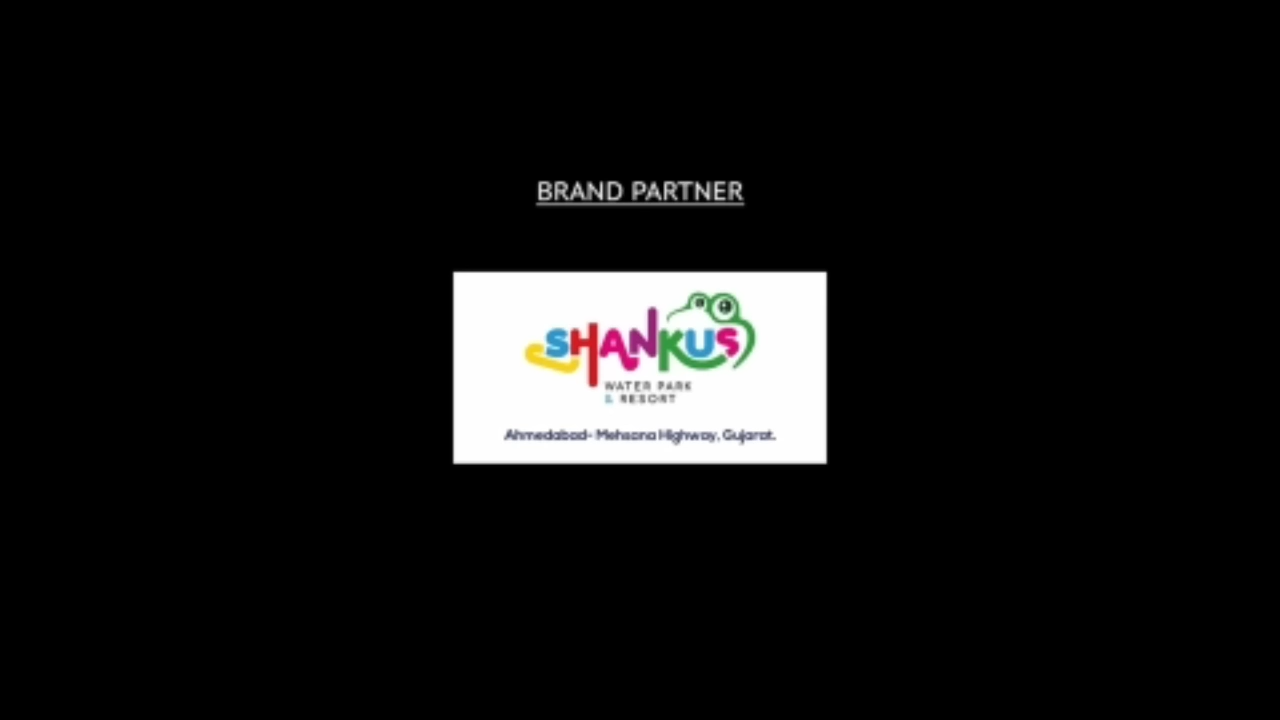 BRAND PARTNER
SHANKUS
WATER PARK
& RESORT
Ahmedabad- Mehsana Highway, Gujarat.